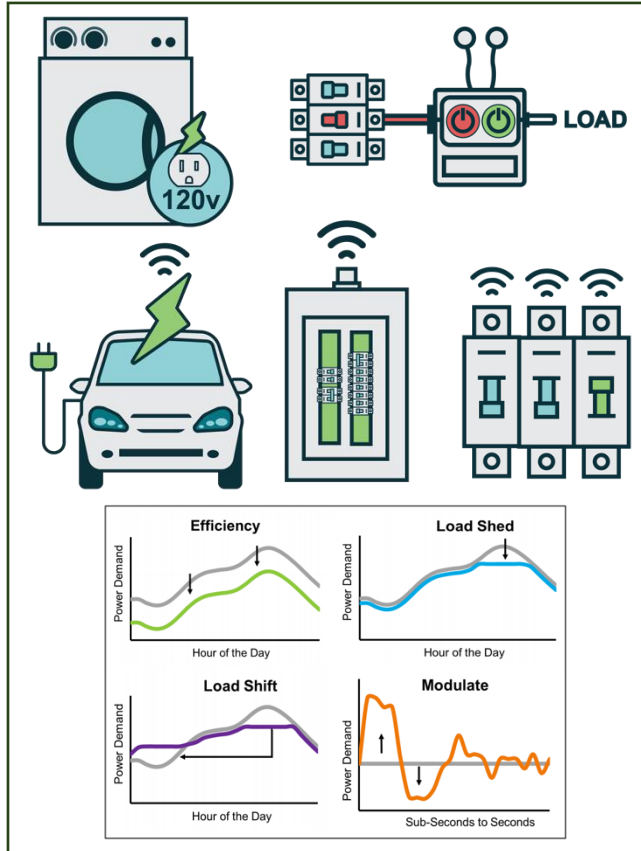 120v
LOAD
Efficiency
Power Demand
Hour of the Day
Load Shed
Power Demand
Hour of the Day
Load Shift
Power Demand
Hour of the Day
Modulate
Power Demand
Sub-Seconds to Seconds